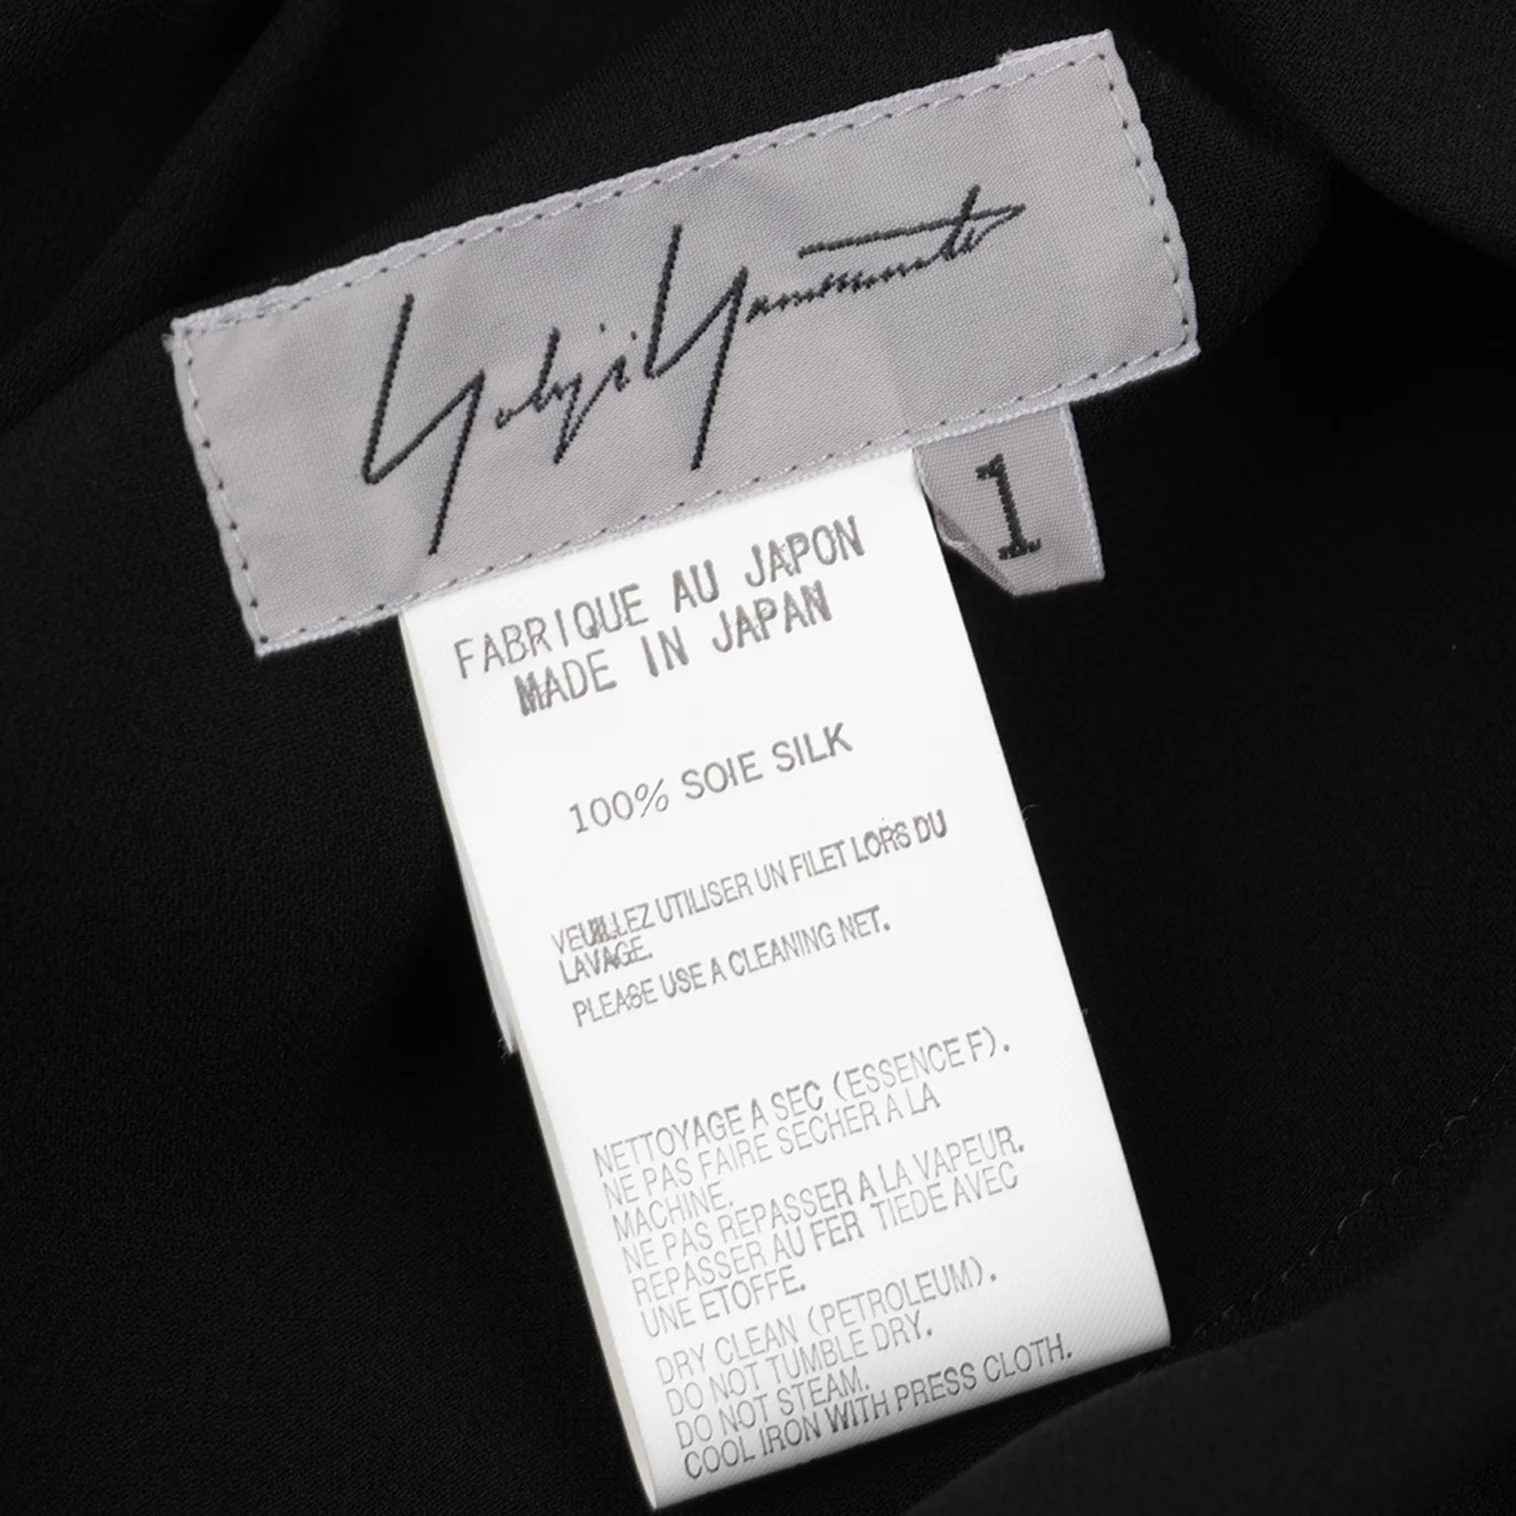 Yohji Yamamoto
1
FABRIQUE AU JAPON
MADE IN JAPAN
100% SOIE SILK
VEUILLEZ UTILISER UN FILET LORS DU
LAVAGE.
PLEASE USE A CLEANING NET.
NETTOYAGE A SEC (ESSENCE F).
NE PAS FAIRE SECHER A LA
MACHINE.
NE PAS REPASSER A LA VAPEUR.
REPASSER AU FER TIEDE AVEC
UNE ETOFFE.
DRY CLEAN (PETROLEUM).
DO NOT TUMBLE DRY.
DO NOT STEAM.
COOL IRON WITH PRESS CLOTH.